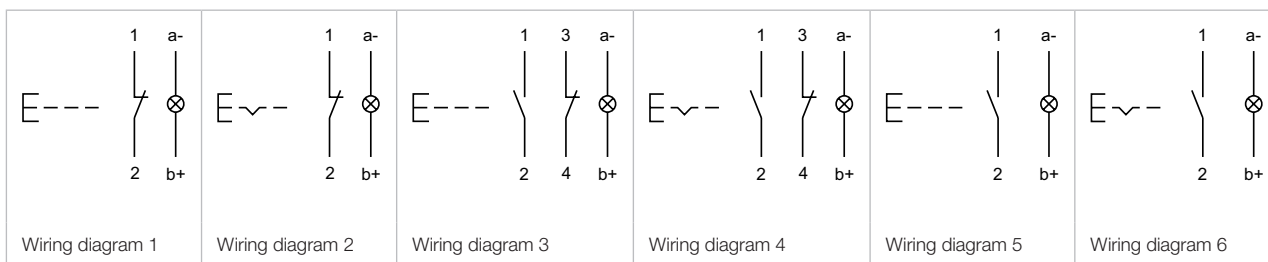 1 a- 1 a- 1 3 a- 1 3 a- 1 a- 1 a-
2 b+ 2 b+ 2 4 b+ 2 4 b+ 2 b+ 2 b+
Wiring diagram 1 Wiring diagram 2 Wiring diagram 3 Wiring diagram 4 Wiring diagram 5 Wiring diagram 6